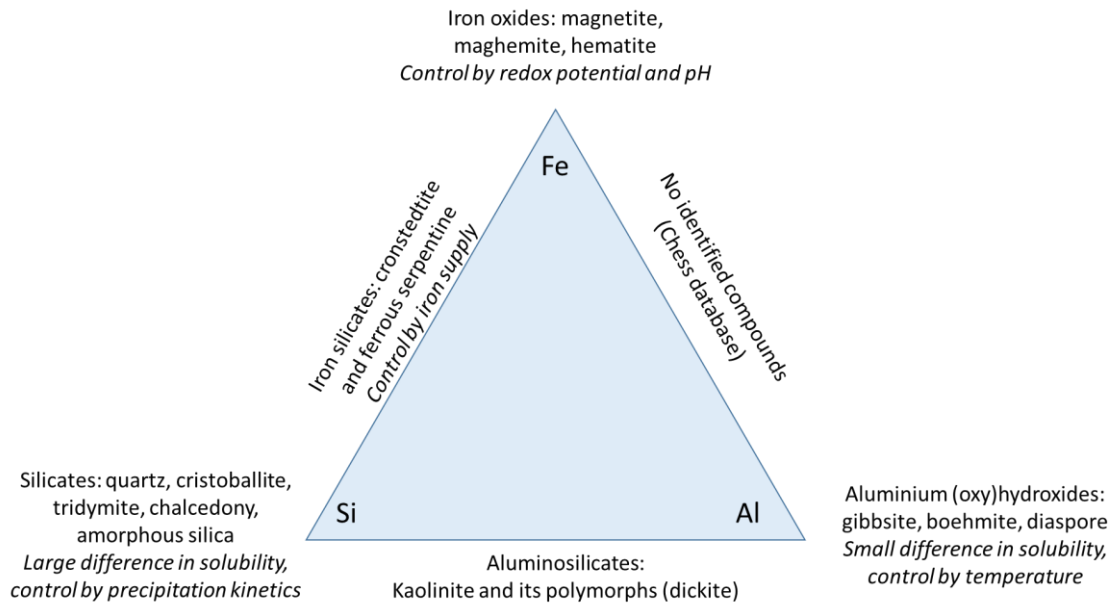 Iron oxides: magnetite,
maghemite, hematite
Control by redox potential and pH
Fe
Iron silicates: cronstedtite
and ferrous serpentine
Control by iron supply
No identified compounds
(Chess database)
Silicates: quartz, cristoballite,
tridymite, chalcedony,
amorphous silica
Large difference in solubility,
control by precipitation kinetics
Si
Al
Aluminium (oxy)hydroxides:
gibbsite, boehmite, diaspore
Small difference in solubility,
control by temperature
Aluminosilicates:
Kaolinite and its polymorphs (dickite)